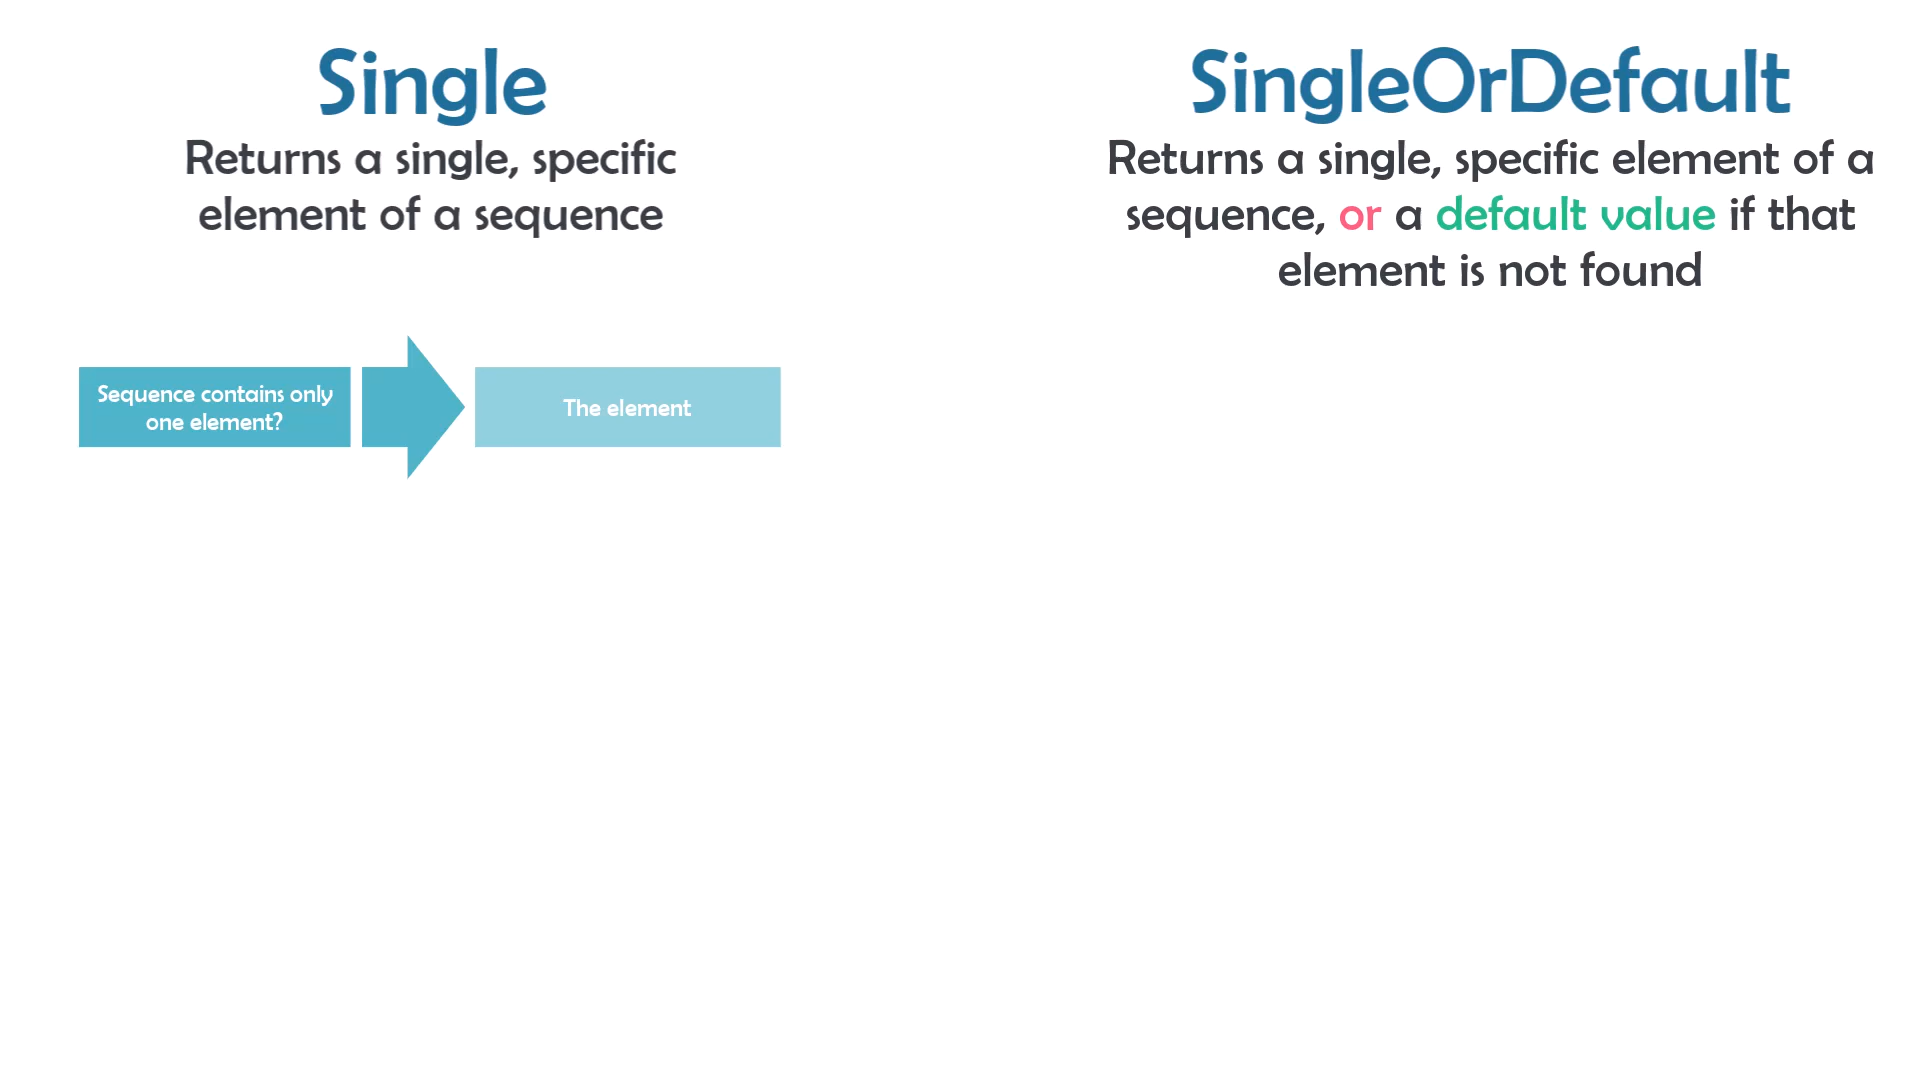 Single
Returns a single, specific
element of a sequence
Sequence contains only
one element?
The element
SingleOrDefault
Returns a single, specific element of a
sequence, or a default value if that
element is not found